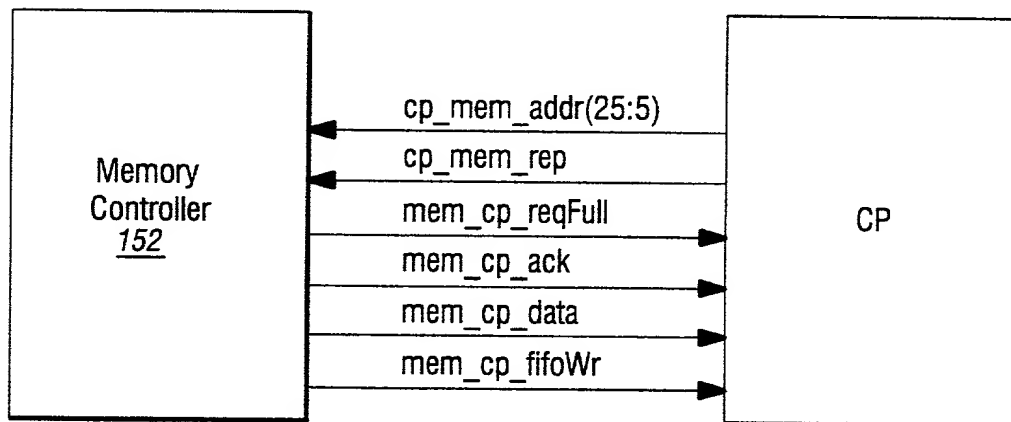 cp_mem_addr(25:5)
cp_mem_rep
Memory
Controller
152
mem_cp_reqFull
CP
mem_cp_ack
mem_cp_data
mem_cp_fifoWr